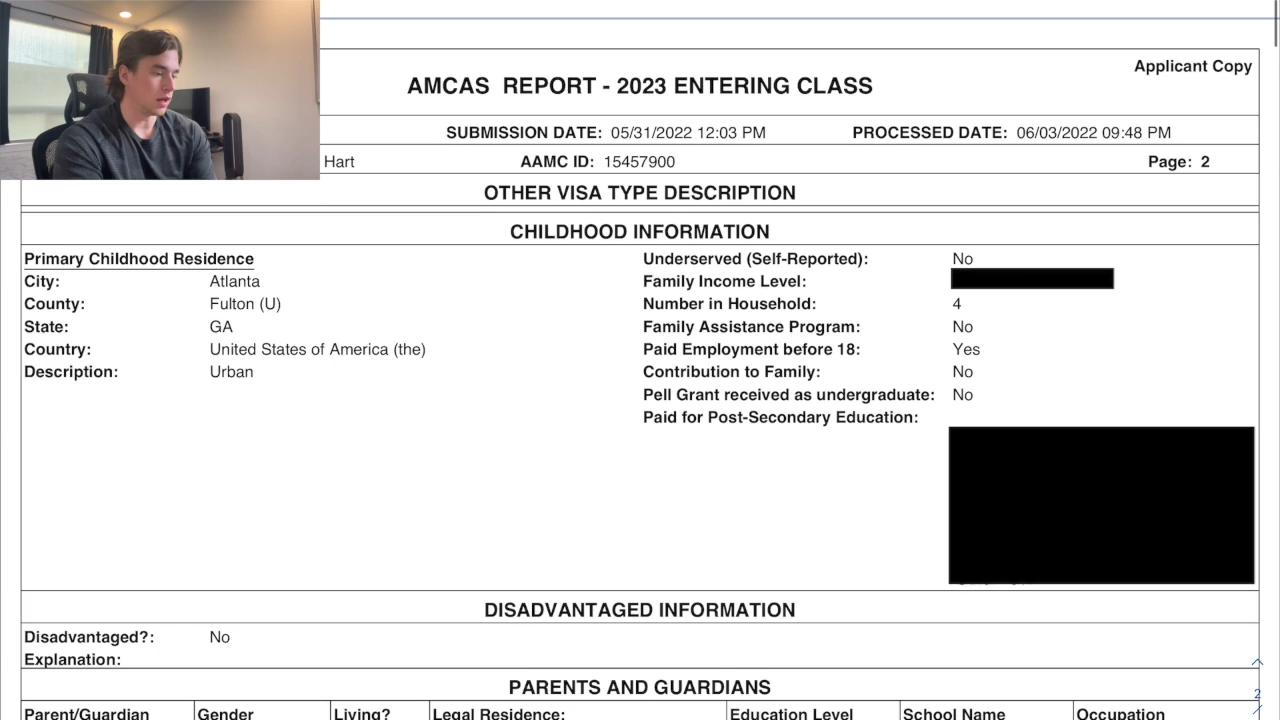 Applicant Copy
AMCAS REPORT - 2023 ENTERING CLASS
SUBMISSION DATE: 05/31/2022 12:03 PM PROCESSED DATE: 06/03/2022 09:48 PM
Hart AAMC ID: 15457900 Page: 2
OTHER VISA TYPE DESCRIPTION
CHILDHOOD INFORMATION
Primary Childhood Residence Underserved (Self-Reported): No
City: Atlanta Family Income Level:
County: Fulton (U) Number in Household: 4
State: GA Family Assistance Program: No
Country: United States of America (the) Paid Employment before 18: Yes
Description: Urban Contribution to Family: No
Pell Grant received as undergraduate: No
Paid for Post-Secondary Education:
DISADVANTAGED INFORMATION
Disadvantaged?: No
Explanation:
PARENTS AND GUARDIANS
2
Parent/Guardian Gender Living? Legal Residence: Education Level School Name Occupation